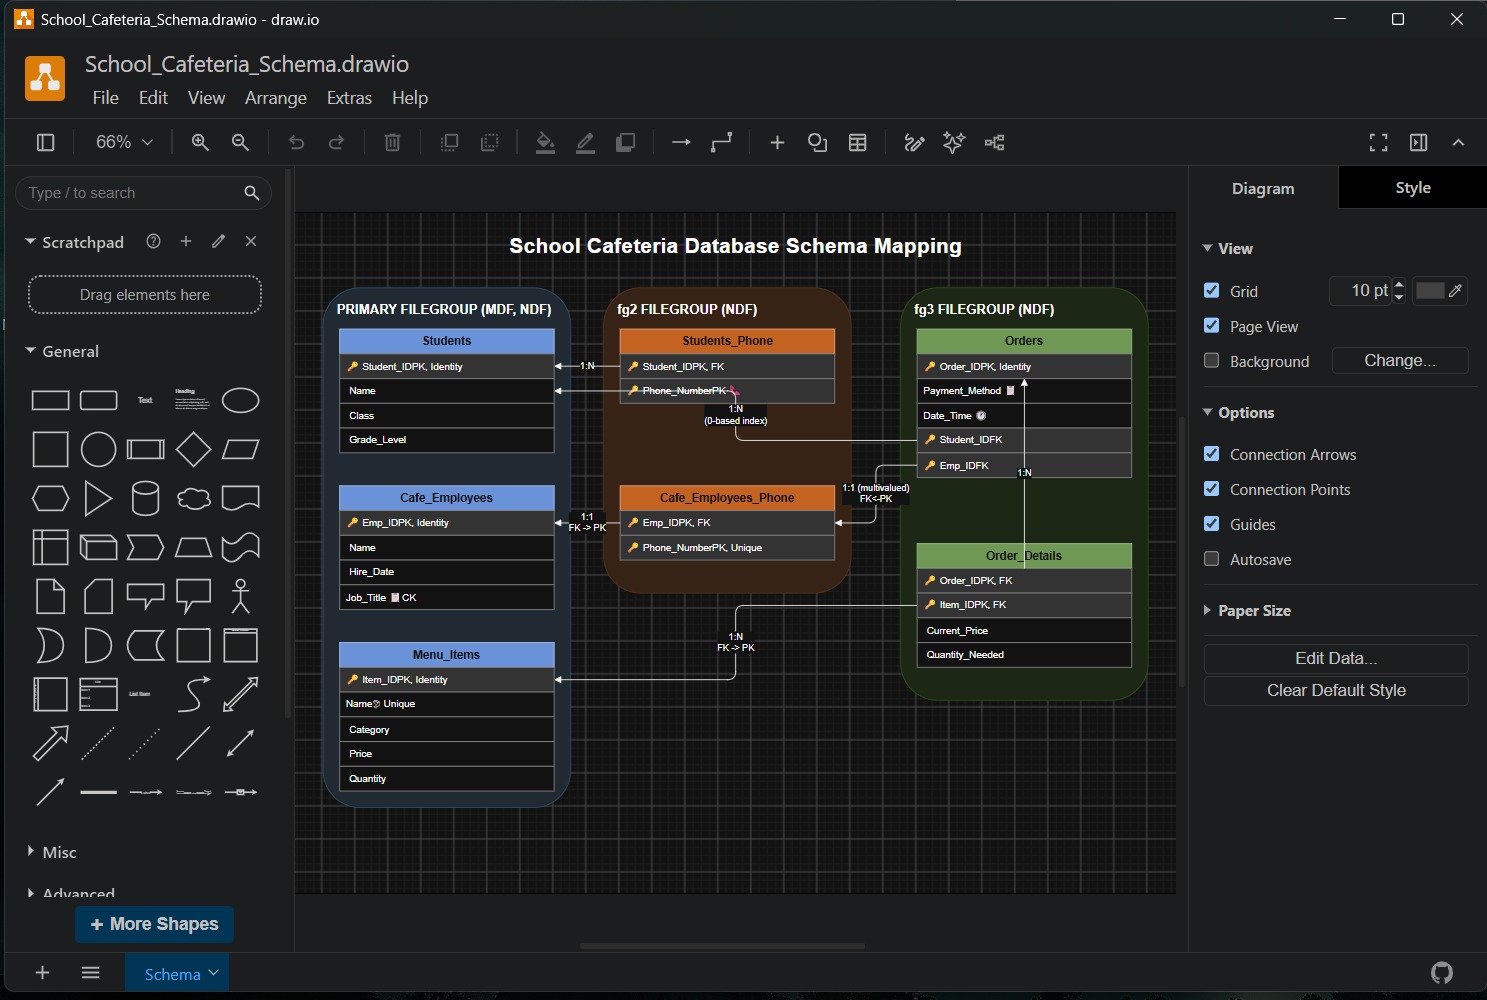 School_Cafeteria_Schema.drawio - draw.io
School_Cafeteria_Schema.drawio
File Edit View Arrange Extras Help
66%
Type / to search
Scratchpad
Drag elements here
General
Text
Heading
List Item
Misc
Advanced
+ More Shapes
Schema
School Cafeteria Database Schema Mapping
PRIMARY FILEGROUP (MDF, NDF)
Students
Student_IDPK, Identity
Name
Class
Grade_Level
Cafe_Employees
Emp_IDPK, Identity
Name
Hire_Date
Job_Title CK
Menu_Items
Item_IDPK, Identity
Name Unique
Category
Price
Quantity
1:N
1:1
FK -> PK
fg2 FILEGROUP (NDF)
Students_Phone
Student_IDPK, FK
Phone_NumberPK
1:N
(0-based index)
Cafe_Employees_Phone
Emp_IDPK, FK
Phone_NumberPK, Unique
1:N
FK -> PK
1:1 (multivalued)
FK<-PK
fg3 FILEGROUP (NDF)
Orders
Order_IDPK, Identity
Payment_Method
Date_Time
Student_IDFK
Emp_IDFK
1:N
Order_Details
Order_IDPK, FK
Item_IDPK, FK
Current_Price
Quantity_Needed
Diagram Style
View
Grid 10 pt
Page View
Background Change...
Options
Connection Arrows
Connection Points
Guides
Autosave
Paper Size
Edit Data...
Clear Default Style